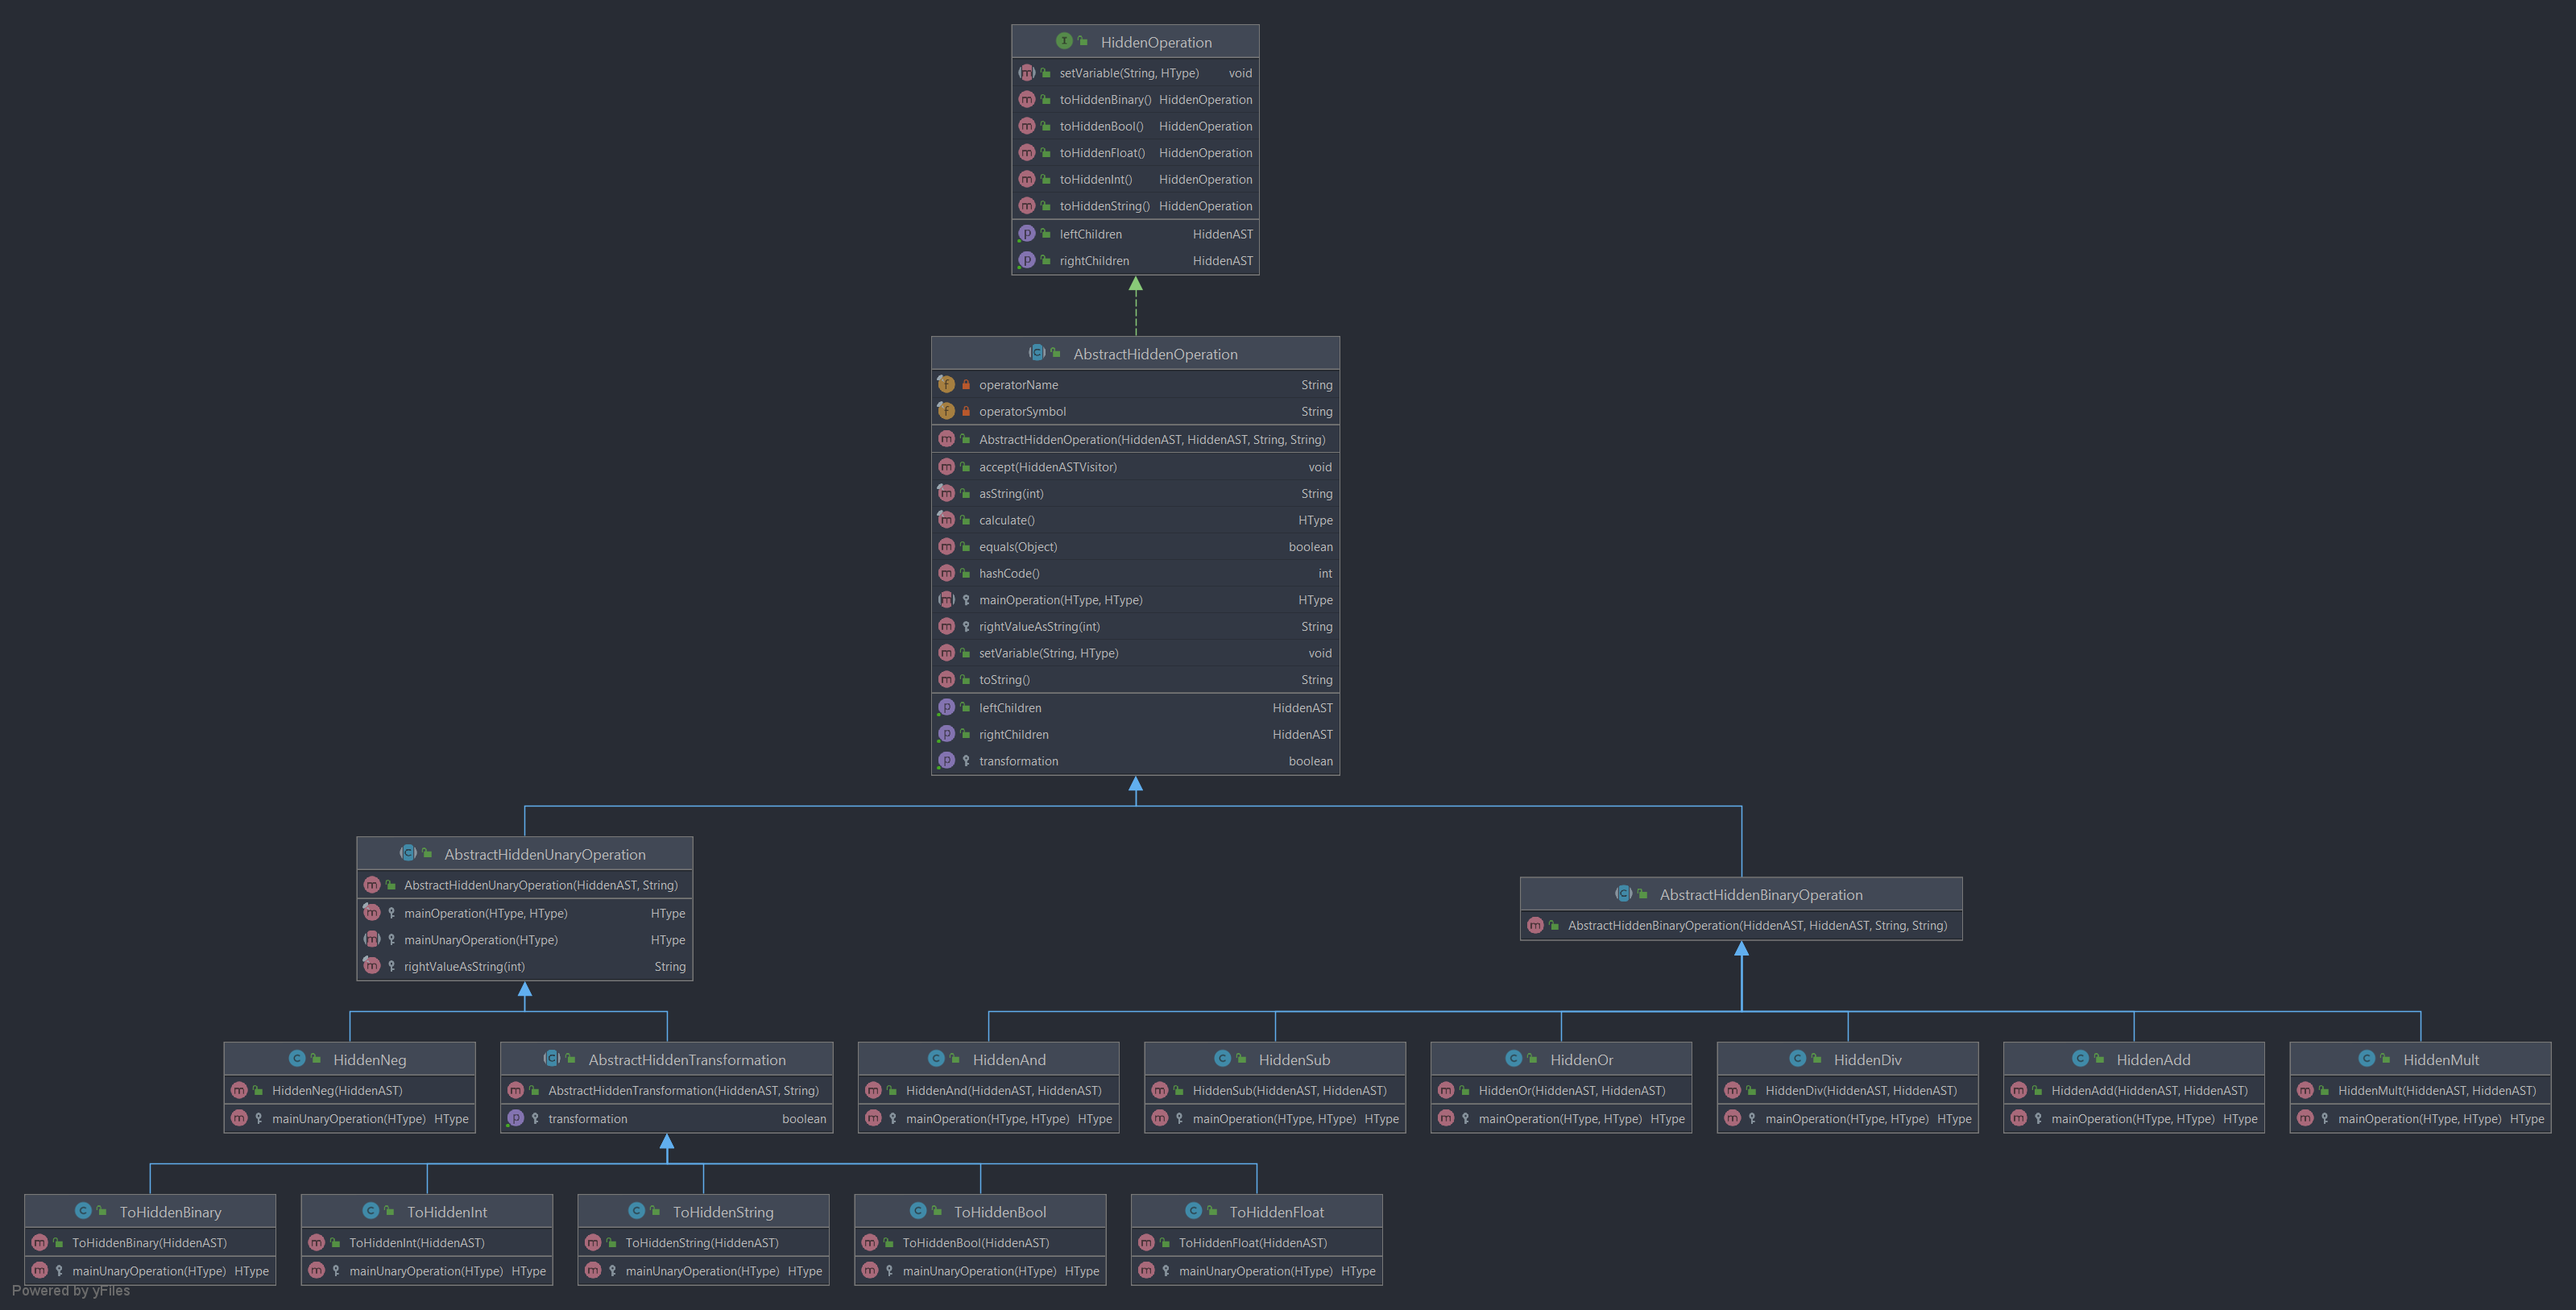 HiddenOperation
setVariable(String, HType) void
toHiddenBinary() HiddenOperation
toHiddenBool() HiddenOperation
toHiddenFloat() HiddenOperation
toHiddenInt() HiddenOperation
toHiddenString() HiddenOperation
leftChildren HiddenAST
rightChildren HiddenAST
AbstractHiddenOperation
operatorName String
operatorSymbol String
AbstractHiddenOperation(HiddenAST, HiddenAST, String, String)
accept(HiddenASTVisitor) void
asString(int) String
calculate() HType
equals(Object) boolean
hashCode() int
mainOperation(HType, HType) HType
rightValueAsString(int) String
setVariable(String, HType) void
toString() String
leftChildren HiddenAST
rightChildren HiddenAST
transformation boolean
AbstractHiddenUnaryOperation
AbstractHiddenUnaryOperation(HiddenAST, String)
mainOperation(HType, HType) HType
mainUnaryOperation(HType) HType
rightValueAsString(int) String
AbstractHiddenBinaryOperation
AbstractHiddenBinaryOperation(HiddenAST, HiddenAST, String, String)
HiddenNeg
HiddenNeg(HiddenAST)
mainUnaryOperation(HType) HType
AbstractHiddenTransformation
AbstractHiddenTransformation(HiddenAST, String)
transformation boolean
HiddenAnd
HiddenAnd(HiddenAST, HiddenAST)
mainOperation(HType, HType) HType
HiddenSub
HiddenSub(HiddenAST, HiddenAST)
mainOperation(HType, HType) HType
HiddenOr
HiddenOr(HiddenAST, HiddenAST)
mainOperation(HType, HType) HType
HiddenDiv
HiddenDiv(HiddenAST, HiddenAST)
mainOperation(HType, HType) HType
HiddenAdd
HiddenAdd(HiddenAST, HiddenAST)
mainOperation(HType, HType) HType
HiddenMult
HiddenMult(HiddenAST, HiddenAST)
mainOperation(HType, HType) HType
ToHiddenBinary
ToHiddenBinary(HiddenAST)
mainUnaryOperation(HType) HType
ToHiddenInt
ToHiddenInt(HiddenAST)
mainUnaryOperation(HType) HType
ToHiddenString
ToHiddenString(HiddenAST)
mainUnaryOperation(HType) HType
ToHiddenBool
ToHiddenBool(HiddenAST)
mainUnaryOperation(HType) HType
ToHiddenFloat
ToHiddenFloat(HiddenAST)
mainUnaryOperation(HType) HType
Powered by yFiles